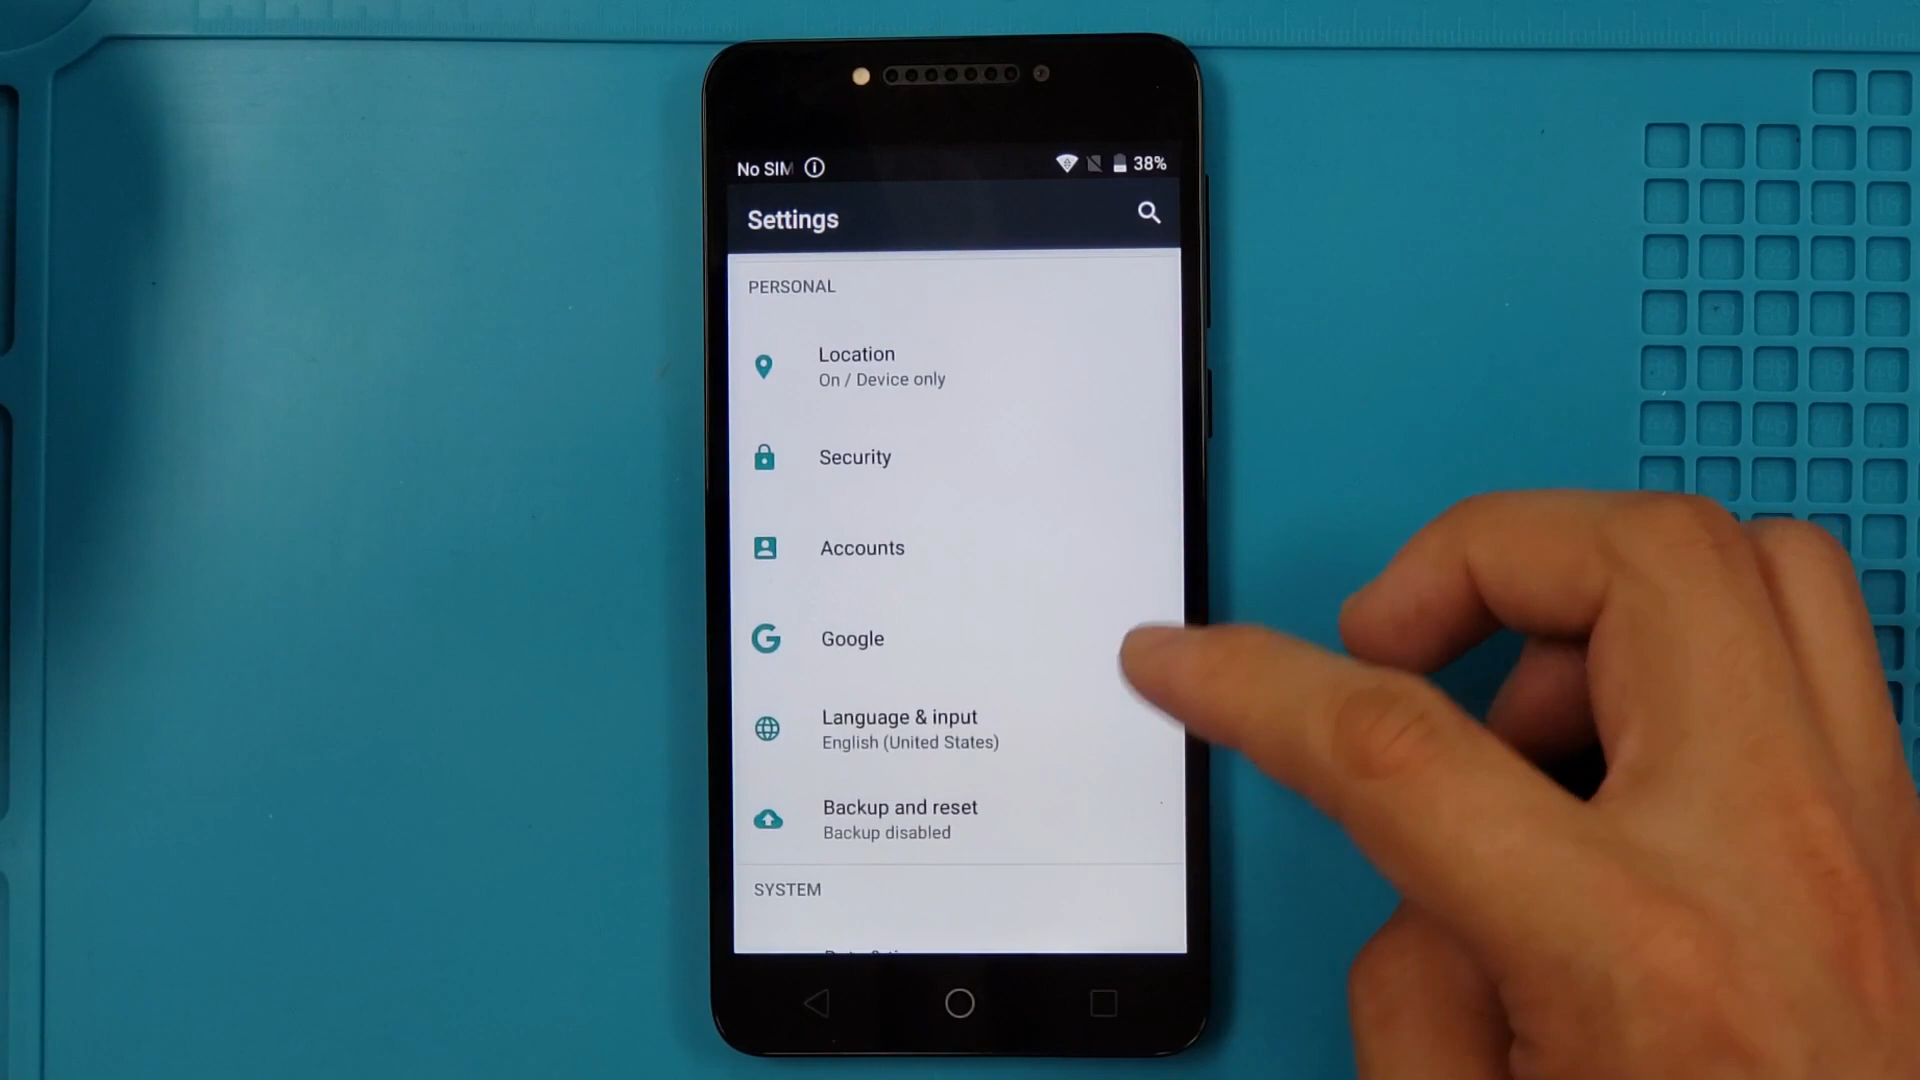 No SIM
38%
Settings
PERSONAL
Location
On / Device only
Security
Accounts
Google
Language & input
English (United States)
Backup and reset
Backup disabled
SYSTEM